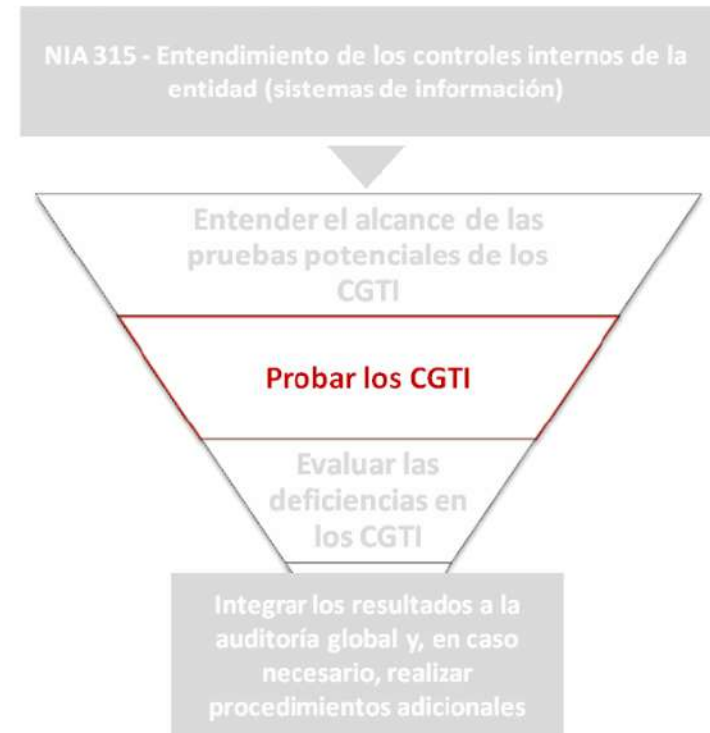 NIA 315 - Entendimiento de los controles internos de la
entidad (sistemas de información)
Entender el alcance de las
pruebas potenciales de los
CGTI
Probar los CGTI
Evaluar las
deficiencias en
los CGTI
Integrar los resultados a la
auditoría global y, en caso
necesario, realizar
procedimientos adicionales